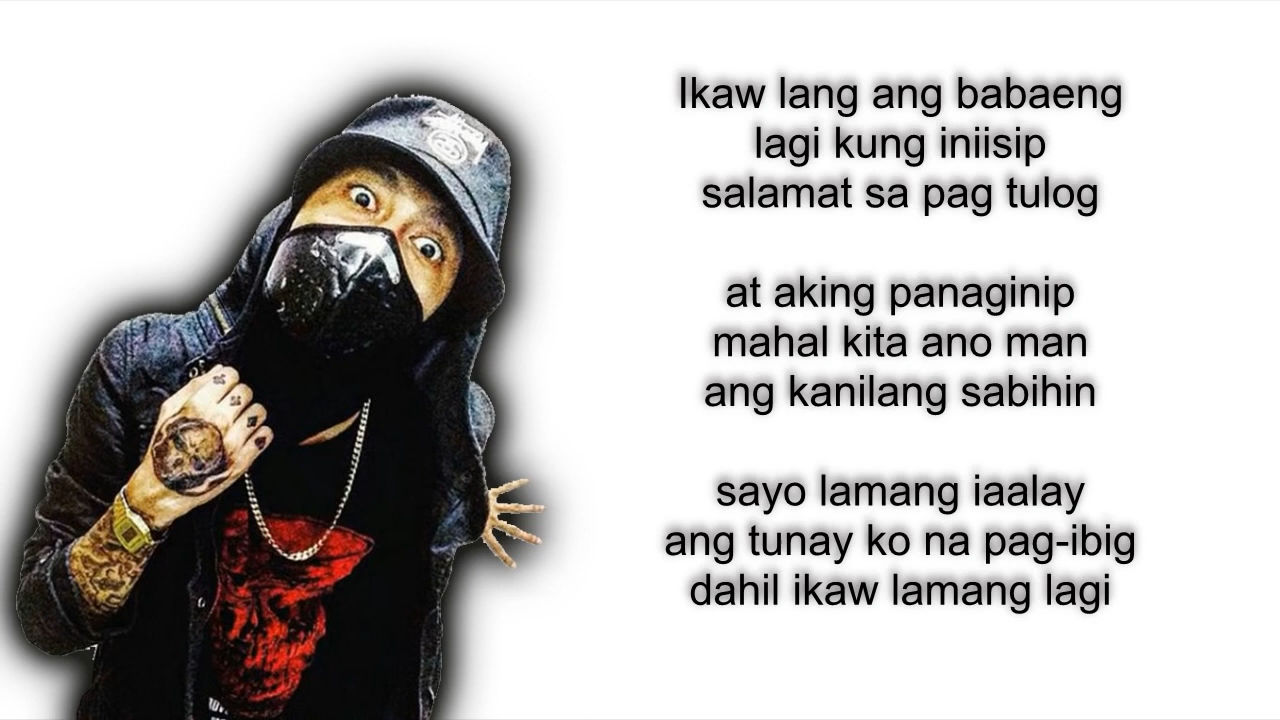 Ikaw lang ang babaeng
lagi kung iniisip
salamat sa pag tulog
at aking panaginip
mahal kita ano man
ang kanilang sabihin
sayo lamang iaalay
ang tunay ko na pag-ibig
dahil ikaw lamang lagi